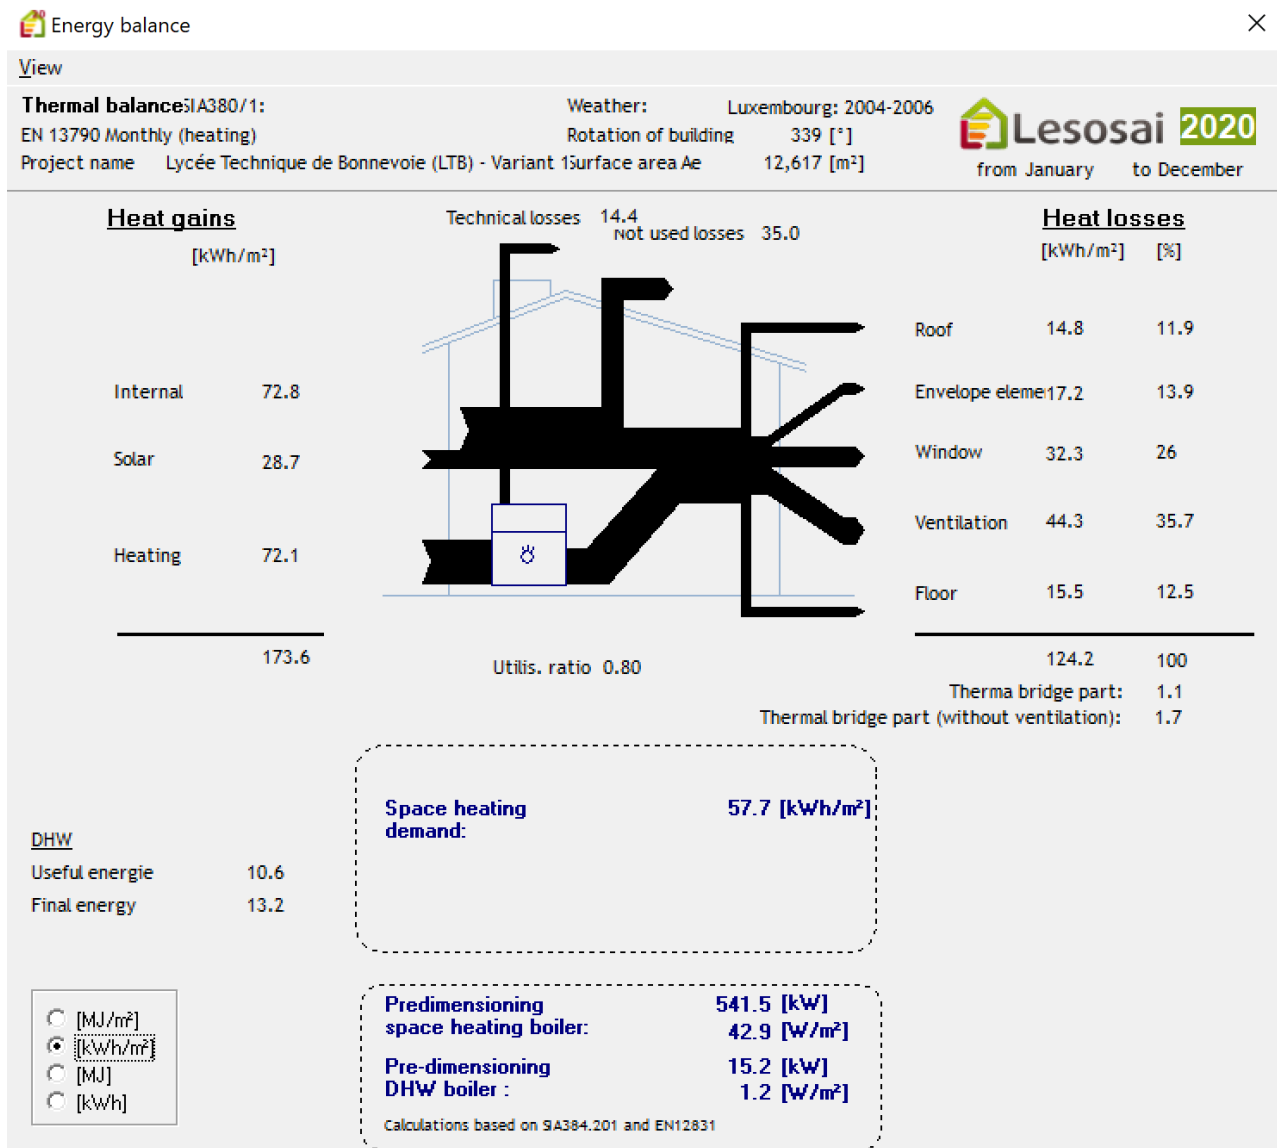 Energy balance
View
Thermal balance SIA380/1:
Weather: Luxembourg: 2004-2006
EN 13790 Monthly (heating)
Rotation of building 339 [°]
Project name Lycée Technique de Bonnevoie (LTB) - Variant 1
Surface area Ae 12,617 [m²]
Lesosai 2020
from January to December
Heat gains
[kWh/m²]
Technical losses 14.4
Not used losses 35.0
Heat losses
[kWh/m²] [%]
Roof 14.8 11.9
Internal 72.8
Envelope eleme 17.2 13.9
Solar 28.7
Window 32.3 26
Ventilation 44.3 35.7
Heating 72.1
Floor 15.5 12.5
173.6
Utilis. ratio 0.80
124.2 100
Therma bridge part: 1.1
Thermal bridge part (without ventilation): 1.7
Space heating demand: 57.7 [kWh/m²]
DHW
Useful energie 10.6
Final energy 13.2
[MJ/m²]
[kWh/m²]
[MJ]
[kWh]
Predimensioning 541.5 [kW]
space heating boiler: 42.9 [W/m²]
Pre-dimensioning 15.2 [kW]
DHW boiler : 1.2 [W/m²]
Calculations based on SIA384.201 and EN12831